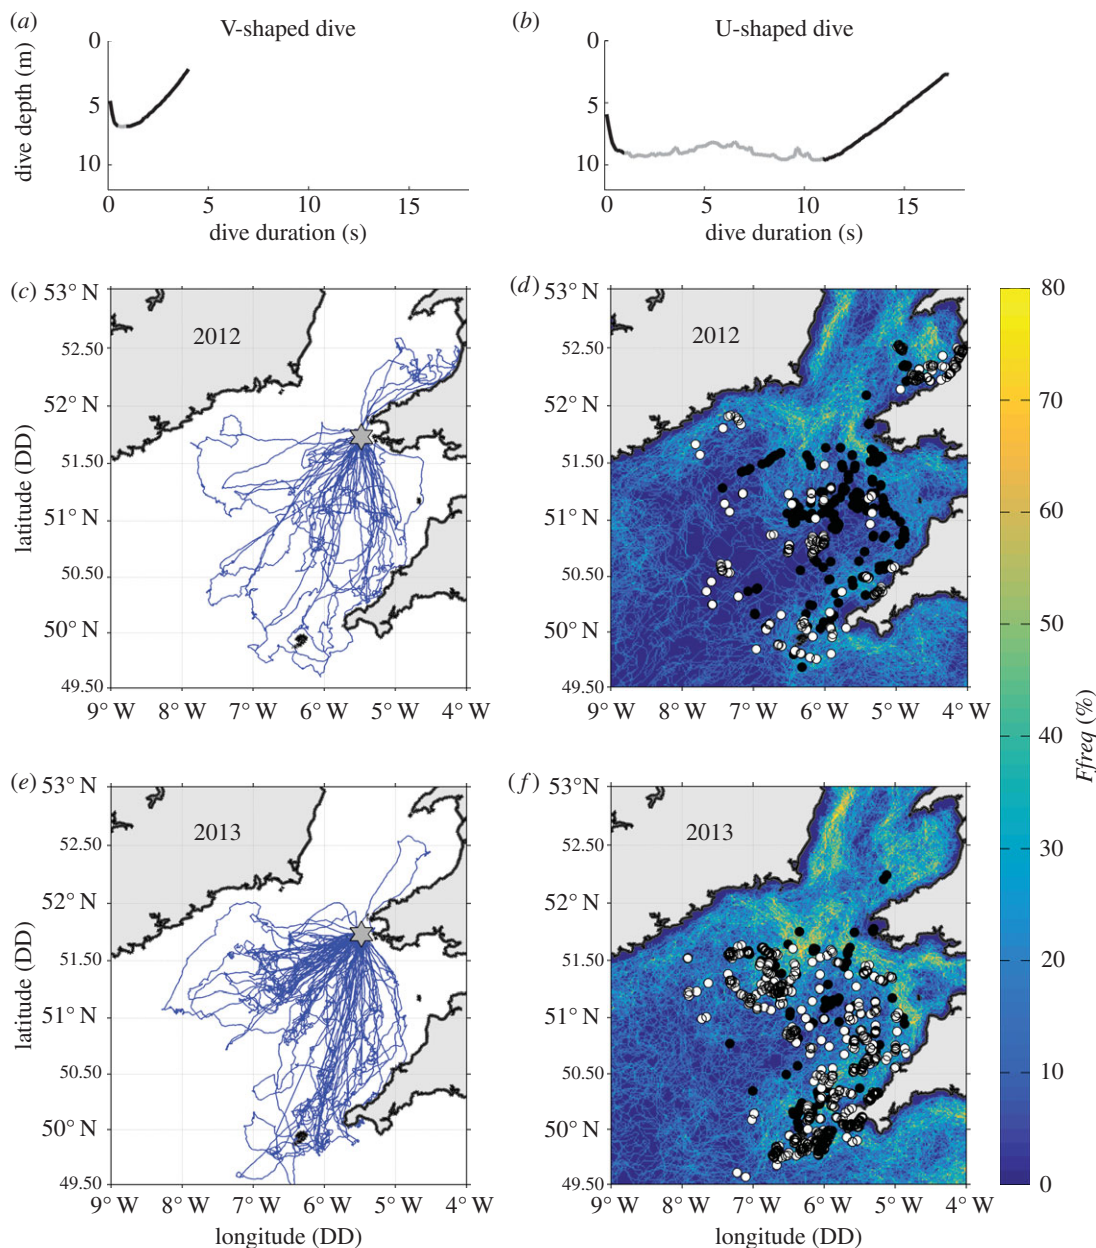 (a)
V-shaped dive
(b)
U-shaped dive
dive depth (m)
0
5
10
0
5
10
0
5
10
15
0
5
10
15
dive duration (s)
dive duration (s)
(c)
53° N
52.50
52° N
51.50
51° N
50.50
50° N
49.50
latitude (DD)
2012
9° W
8° W
7° W
6° W
5° W
4° W
(d)
53° N
52.50
52° N
51.50
51° N
50.50
50° N
49.50
2012
9° W
8° W
7° W
6° W
5° W
4° W
80
70
60
50
40
30
20
10
0
Ffreq (%)
(e)
53° N
52.50
52° N
51.50
51° N
50.50
50° N
49.50
latitude (DD)
2013
9° W
8° W
7° W
6° W
5° W
4° W
longitude (DD)
(f)
53° N
52.50
52° N
51.50
51° N
50.50
50° N
49.50
2013
9° W
8° W
7° W
6° W
5° W
4° W
longitude (DD)